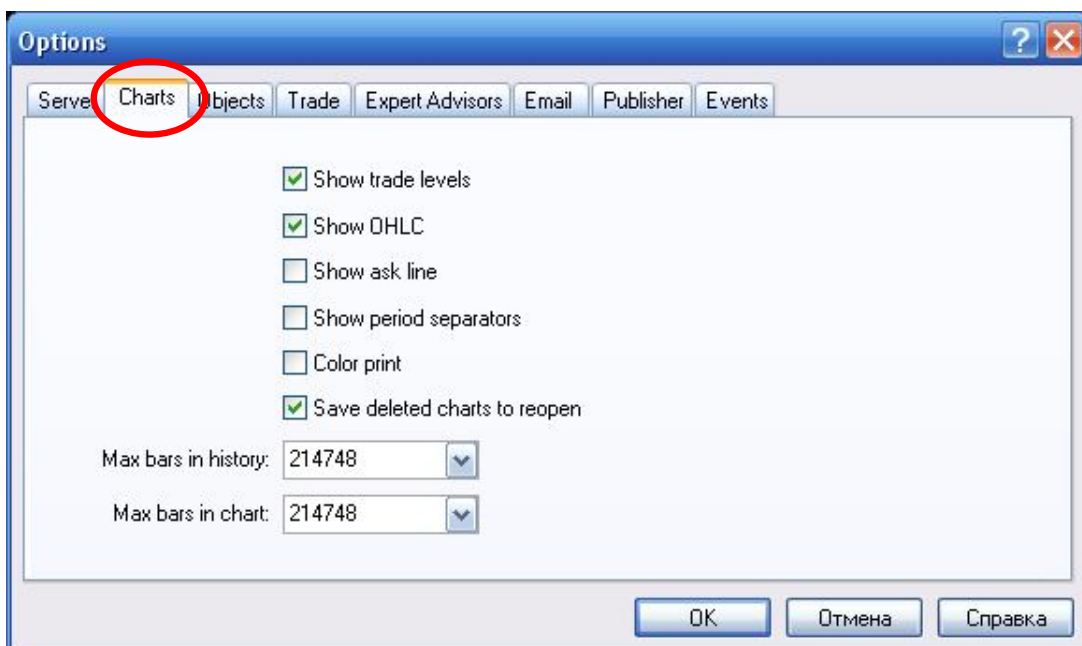 Options
Serve Charts Objects Trade Expert Advisors Email Publisher Events
Show trade levels
Show OHLC
Show ask line
Show period separators
Color print
Save deleted charts to reopen
Max bars in history: 214748
Max bars in chart: 214748
OK Отмена Справка